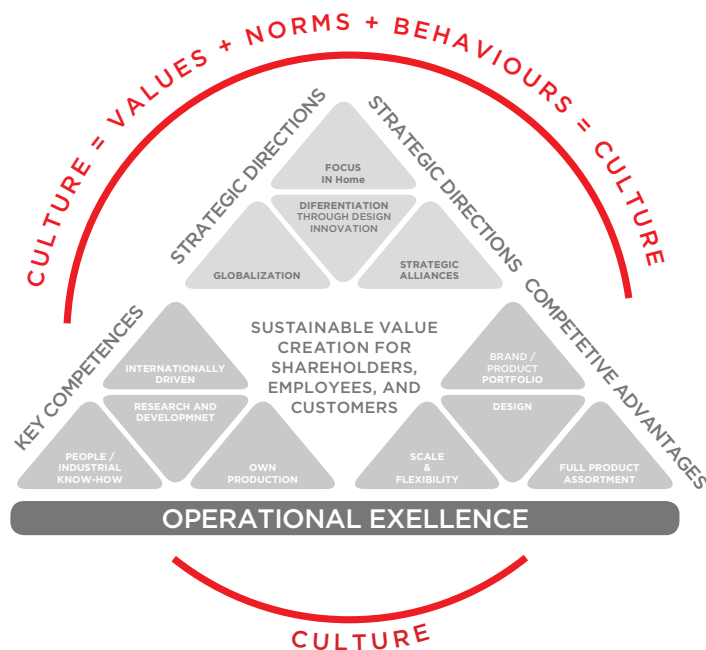 CULTURE = VALUES + NORMS + BEHAVIOURS = CULTURE
STRATEGIC DIRECTIONS
STRATEGIC DIRECTIONS
FOCUS
IN Home
DIFERENTIATION
THROUGH DESIGN
INNOVATION
GLOBALIZATION
STRATEGIC
ALLIANCES
KEY COMPETENCES
COMPETETIVE ADVANTAGES
SUSTAINABLE VALUE
CREATION FOR
SHAREHOLDERS,
EMPLOYEES, AND
CUSTOMERS
INTERNATIONALLY
DRIVEN
RESEARCH AND
DEVELOPMNET
PEOPLE /
INDUSTRIAL
KNOW-HOW
OWN
PRODUCTION
BRAND /
PRODUCT
PORTFOLIO
DESIGN
SCALE
&
FLEXIBILITY
FULL PRODUCT
ASSORTMENT
OPERATIONAL EXELLENCE
CULTURE